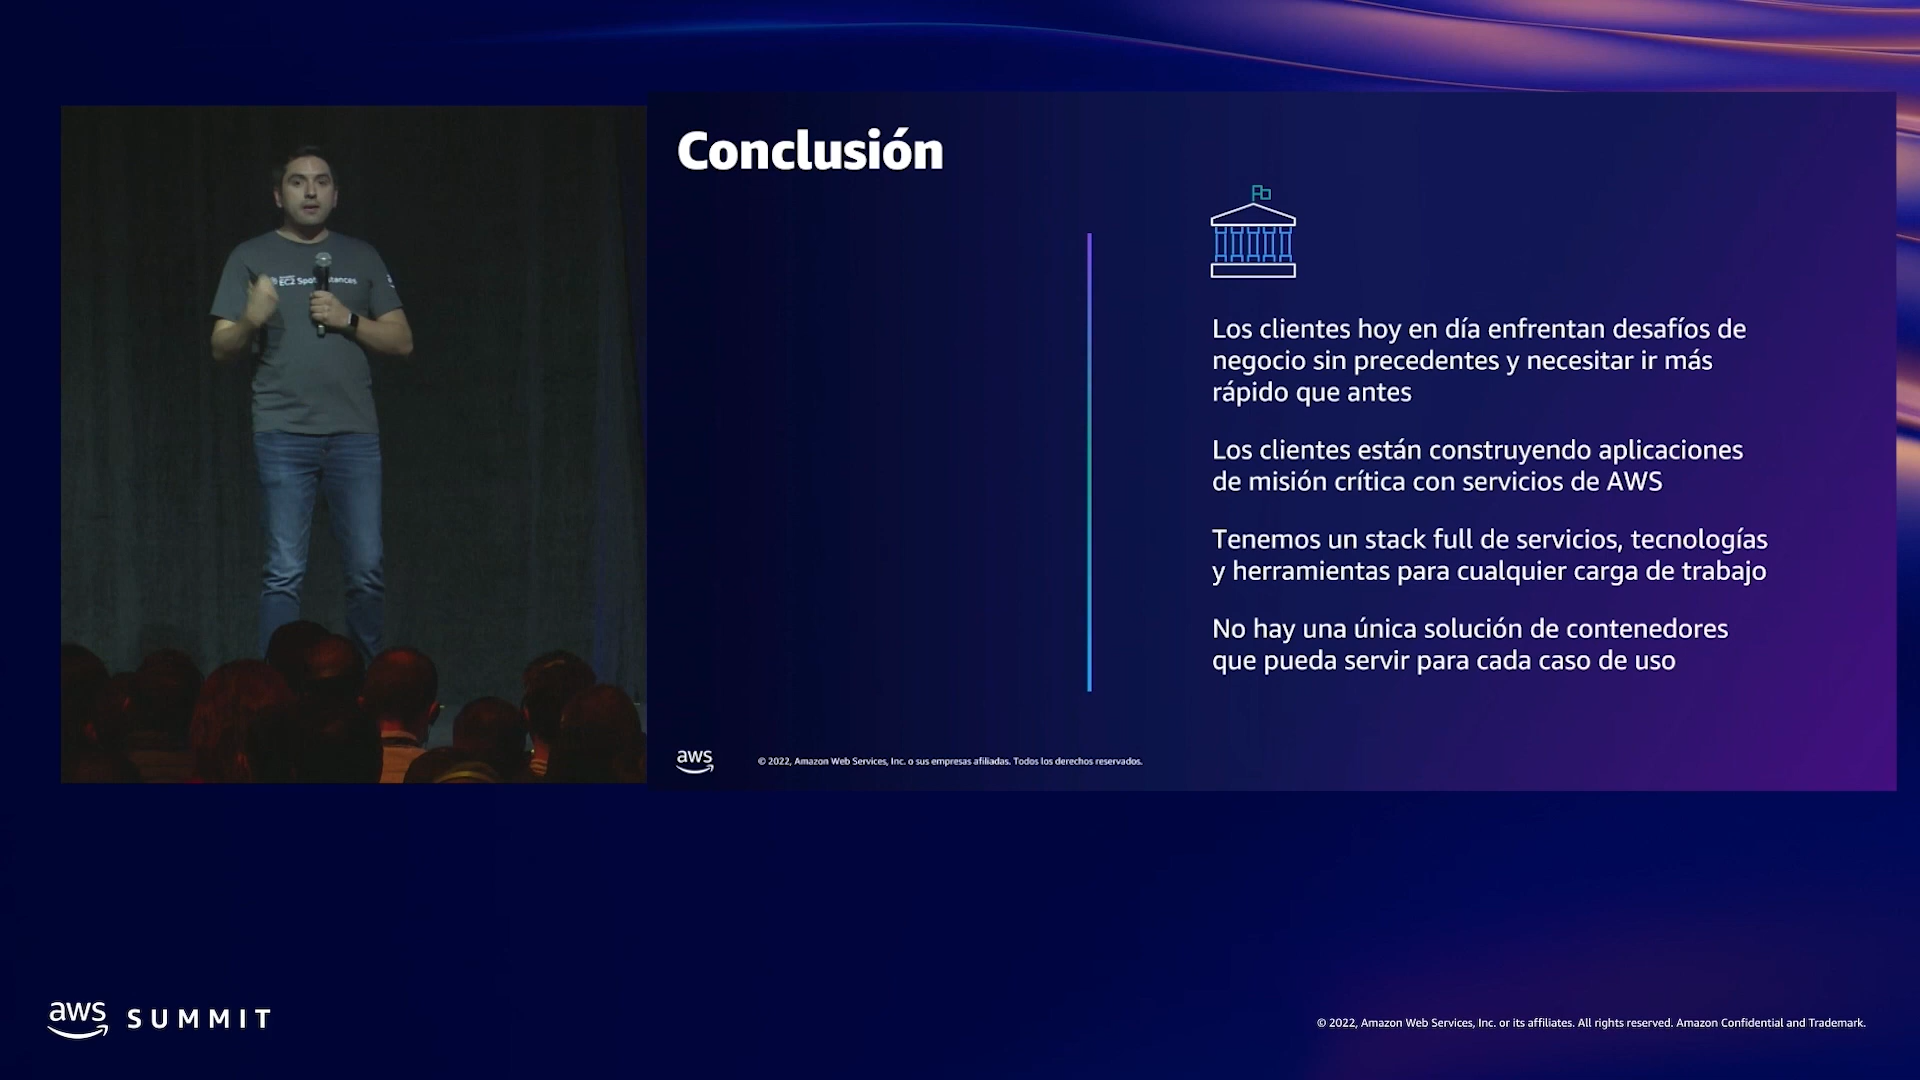 Conclusión
EC2 Spot
Los clientes hoy en día enfrentan desafíos de
negocio sin precedentes y necesitar ir más
rápido que antes
Los clientes están construyendo aplicaciones
de misión crítica con servicios de AWS
Tenemos un stack full de servicios, tecnologías
y herramientas para cualquier carga de trabajo
No hay una única solución de contenedores
que pueda servir para cada caso de uso
aws
© 2022, Amazon Web Services, Inc. o sus empresas afiliadas. Todos los derechos reservados.
aws SUMMIT
© 2022, Amazon Web Services, Inc. or its affiliates. All rights reserved. Amazon Confidential and Trademark.